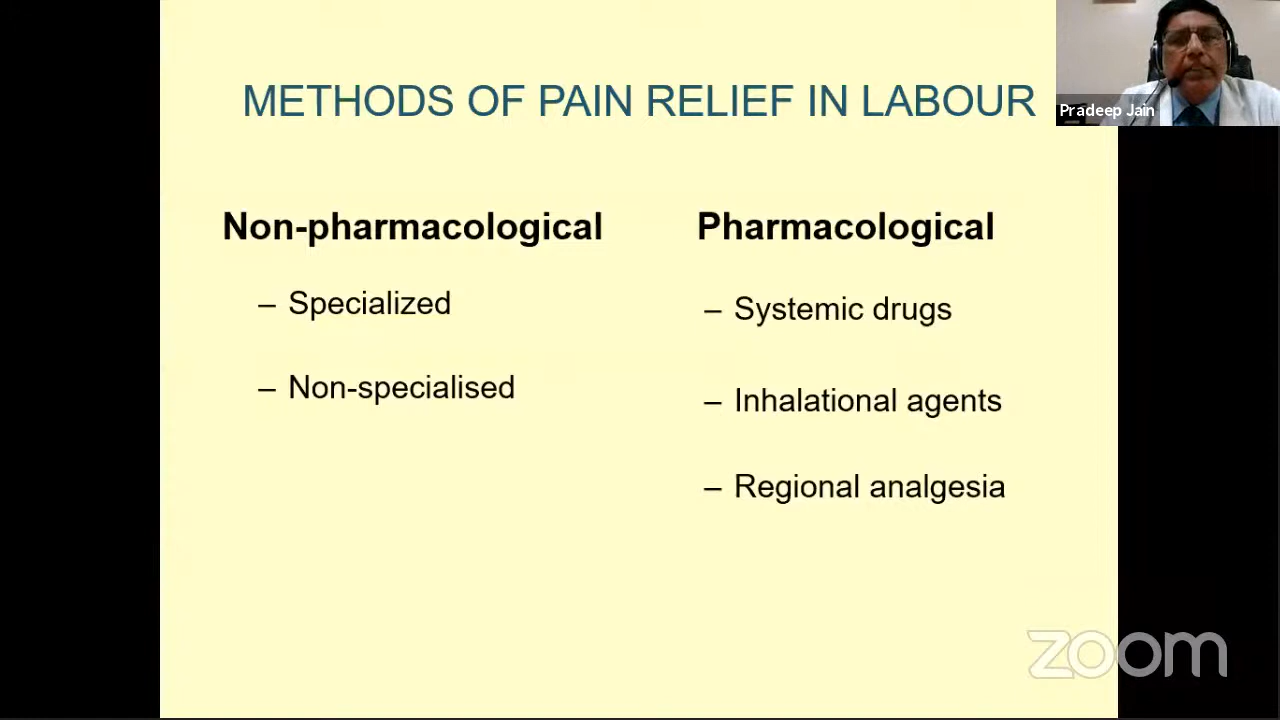 METHODS OF PAIN RELIEF IN LABOUR
Pradeep Jain
Non-pharmacological
– Specialized
– Non-specialised
Pharmacological
– Systemic drugs
– Inhalational agents
– Regional analgesia
zoom